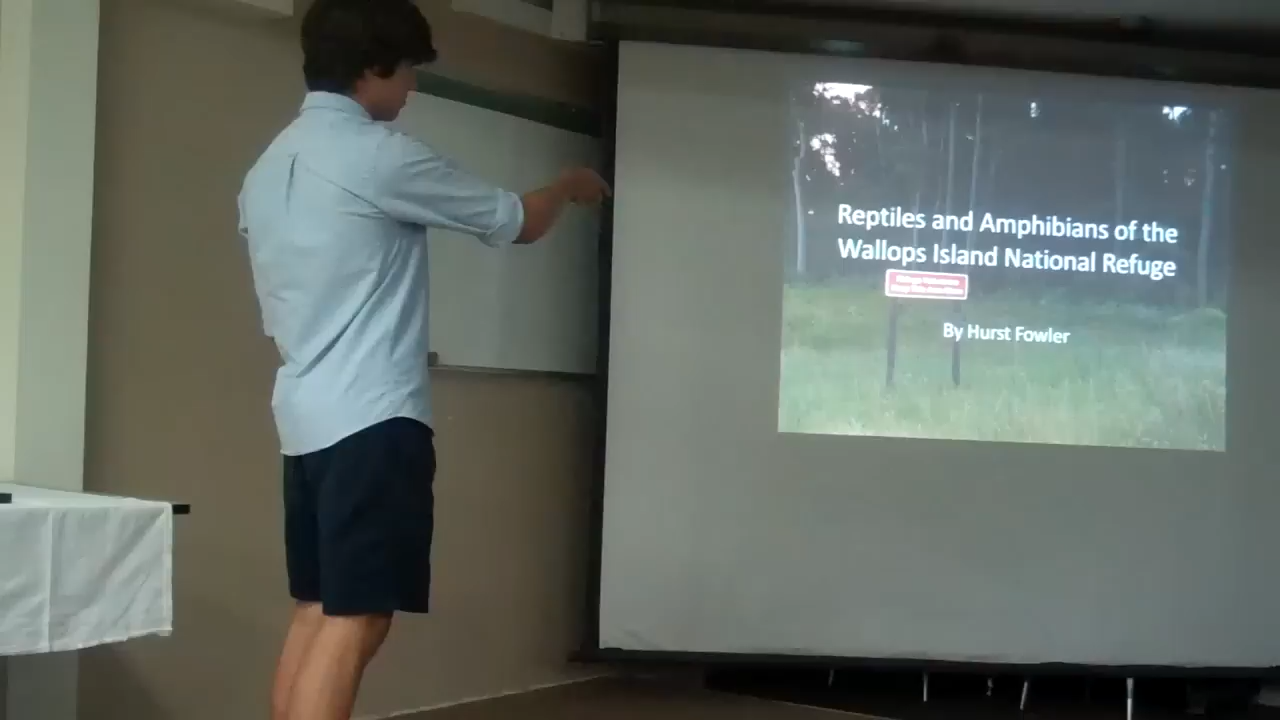 Reptiles and Amphibians of the
Wallops Island National Refuge
By Hurst Fowler